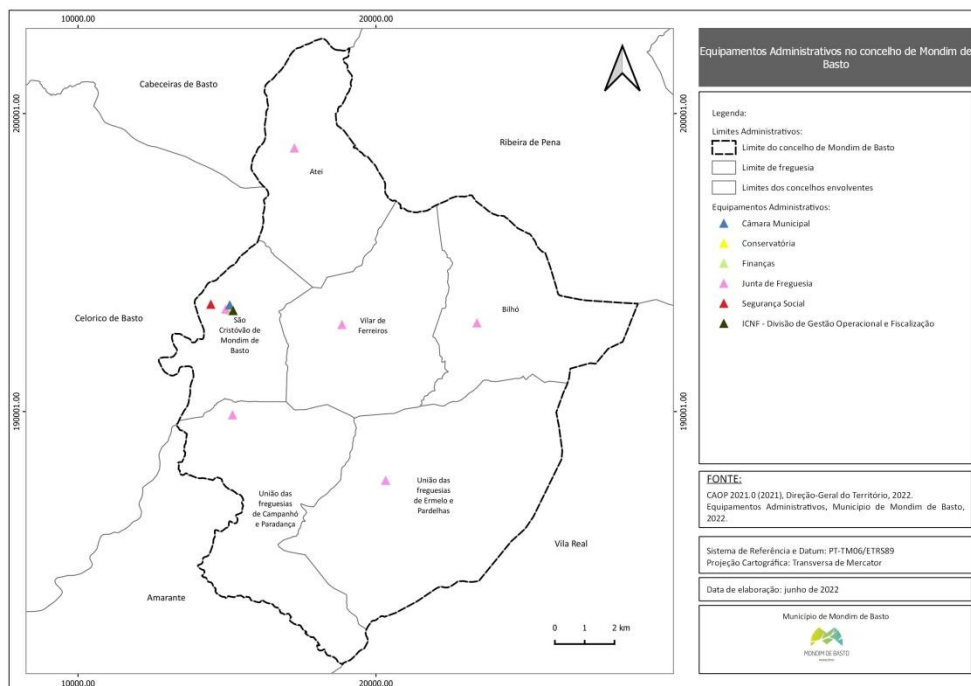 10000.00
20000.00
200001.00
200001.00
190001.00
190001.00
10000.00
20000.00
Cabeceiras de Basto
Ribeira de Pena
Atei
Celorico de Basto
São
Cristóvão de
Mondim de
Basto
Vilar de
Ferreiros
Bilhó
União das
freguesias
de Campanhó
e Paradança
União das
freguesias
de Ermelo e
Pardelhas
Vila Real
Amarante
0 1 2 km
Equipamentos Administrativos no concelho de Mondim de
Basto
Legenda:
Limites Administrativos:
Limite do concelho de Mondim de Basto
Limite de freguesia
Limites dos concelhos envolventes
Equipamentos Administrativos:
Câmara Municipal
Conservatória
Finanças
Junta de Freguesia
Segurança Social
ICNF - Divisão de Gestão Operacional e Fiscalização
FONTE:
CAOP 2021.0 (2021), Direção-Geral do Território, 2022.
Equipamentos Administrativos, Municipio de Mondim de Basto,
2022.
Sistema de Referência e Datum: PT-TM06/ETRS89
Projeção Cartográfica: Transversa de Mercator
Data de elaboração: junho de 2022
Município de Mondim de Basto
MONDIM DE BASTO